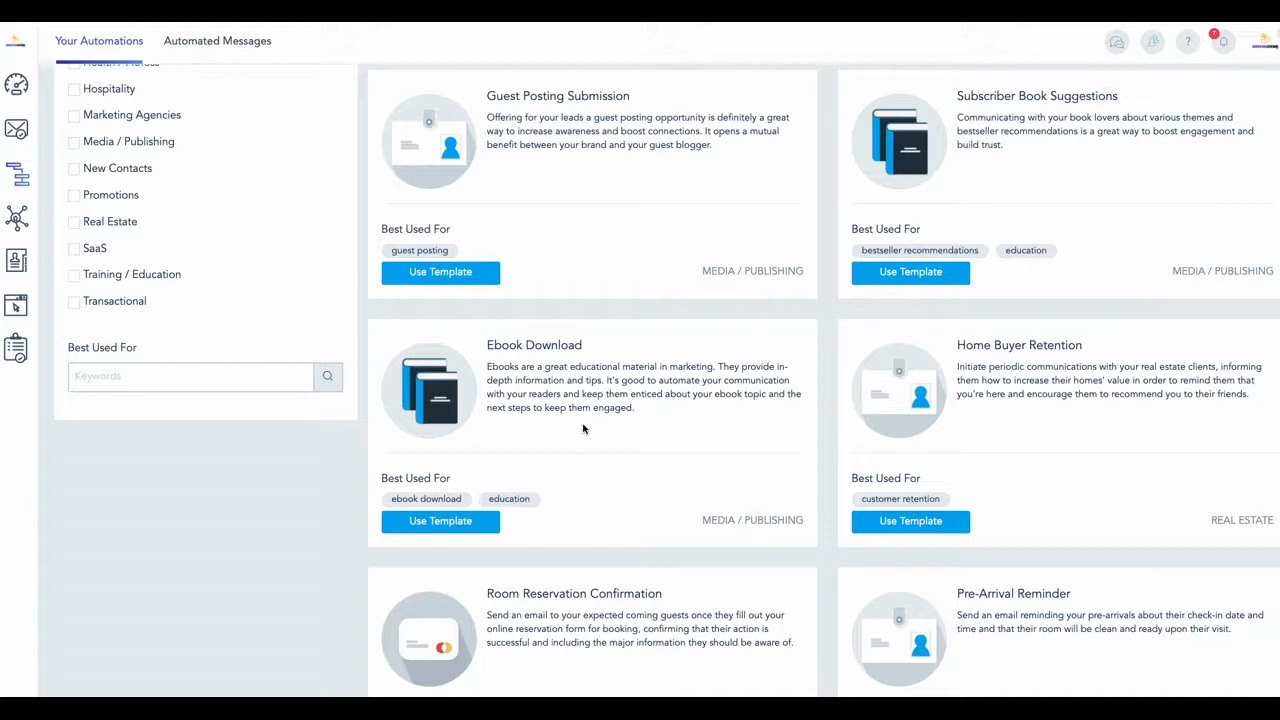 Your Automations
Automated Messages
7
?
Health / Fitness
Hospitality
Marketing Agencies
Media / Publishing
New Contacts
Promotions
Real Estate
SaaS
Training / Education
Transactional
Best Used For
Keywords
Guest Posting Submission
Offering for your leads a guest posting opportunity is definitely a great
way to increase awareness and boost connections. It opens a mutual
benefit between your brand and your guest blogger.
Best Used For
guest posting
Use Template
MEDIA / PUBLISHING
Subscriber Book Suggestions
Communicating with your book lovers about various themes and
bestseller recommendations is a great way to boost engagement and
build trust.
Best Used For
bestseller recommendations
education
Use Template
MEDIA / PUBLISHING
Ebook Download
Ebooks are a great educational material in marketing. They provide in-
depth information and tips. It's good to automate your communication
with your readers and keep them enticed about your ebook topic and the
next steps to keep them engaged.
Best Used For
ebook download
education
Use Template
MEDIA / PUBLISHING
Home Buyer Retention
Initiate periodic communications with your real estate clients, informing
them how to increase their homes' value in order to remind them that
you're here and encourage them to recommend you to their friends.
Best Used For
customer retention
Use Template
REAL ESTATE
Room Reservation Confirmation
Send an email to your expected coming guests once they fill out your
online reservation form for booking, confirming that their action is
successful and including the major information they should be aware of.
Pre-Arrival Reminder
Send an email reminding your pre-arrivals about their check-in date and
time and that their room will be clean and ready upon their visit.